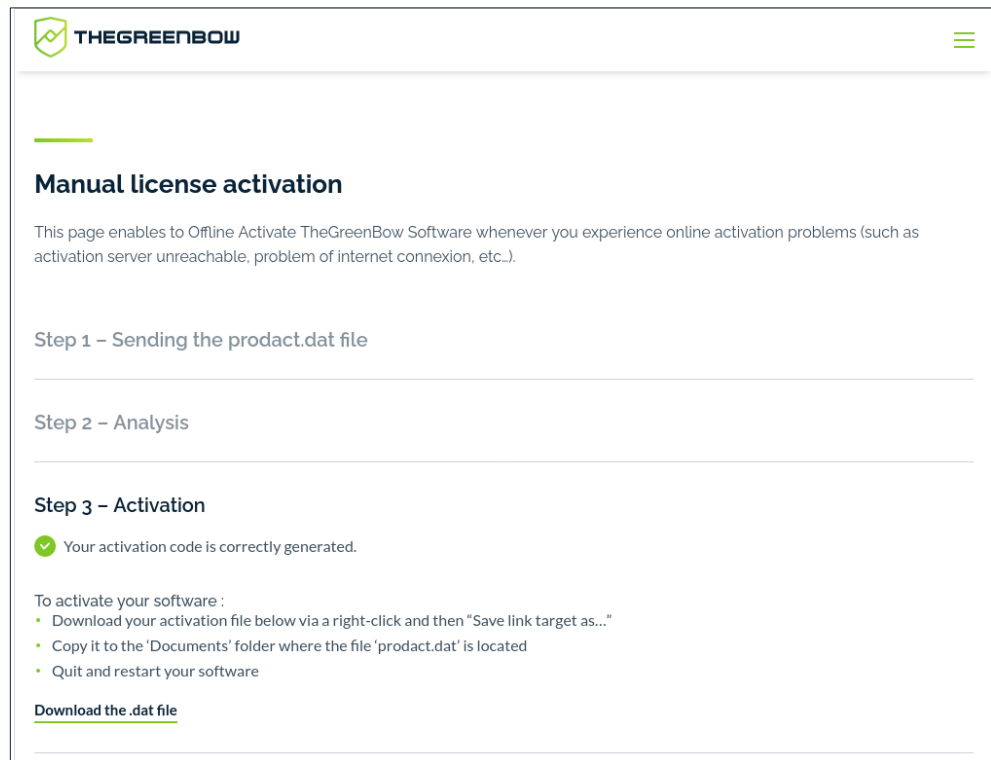 THEGREENBOW
Manual license activation
This page enables to Offline Activate TheGreenBow Software whenever you experience online activation problems (such as
activation server unreachable, problem of internet connexion, etc…).
Step 1 – Sending the prodact.dat file
Step 2 – Analysis
Step 3 – Activation
Your activation code is correctly generated.
To activate your software :
• Download your activation file below via a right-click and then “Save link target as…”
• Copy it to the ‘Documents’ folder where the file ‘prodact.dat’ is located
• Quit and restart your software
Download the .dat file